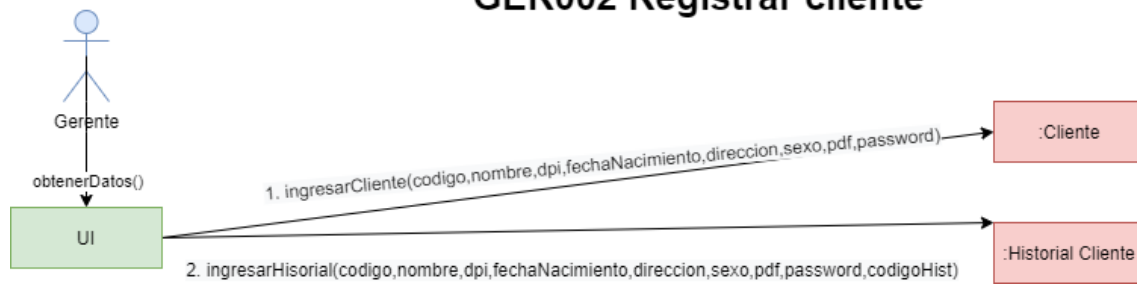 GER002 Registrar cliente
Gerente
obtenerDatos()
UI
1. ingresarCliente(codigo,nombre,dpi,fechaNacimiento,direccion,sexo,pdf,password)
:Cliente
2. ingresarHisorial(codigo,nombre,dpi,fechaNacimiento,direccion,sexo,pdf,password,codigoHist)
:Historial Cliente